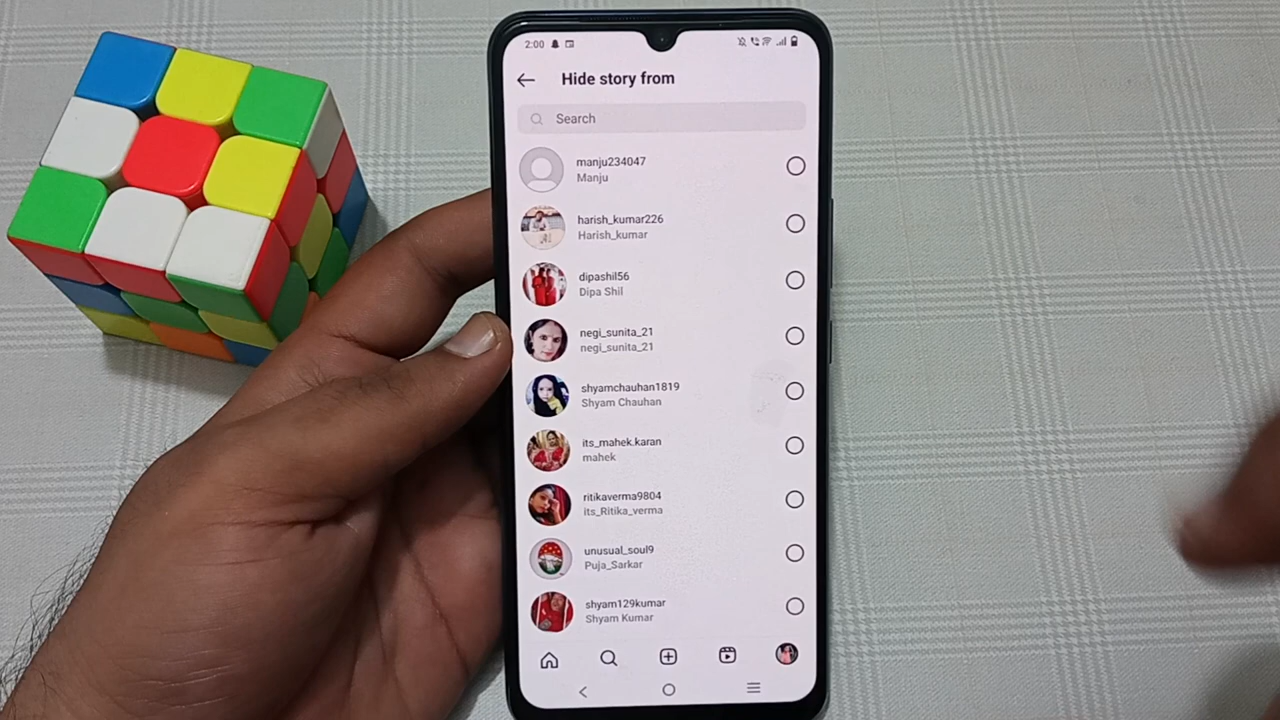 2:00
Hide story from
Search
manju234047
Manju
harish_kumar226
Harish_kumar
dipashil56
Dipa Shil
negi_sunita_21
negi_sunita_21
shyamchauhan1819
Shyam Chauhan
its_mahek.karan
mahek
ritikaverma9804
its_Ritika_verma
unusual_soul9
Puja_Sarkar
shyam129kumar
Shyam Kumar